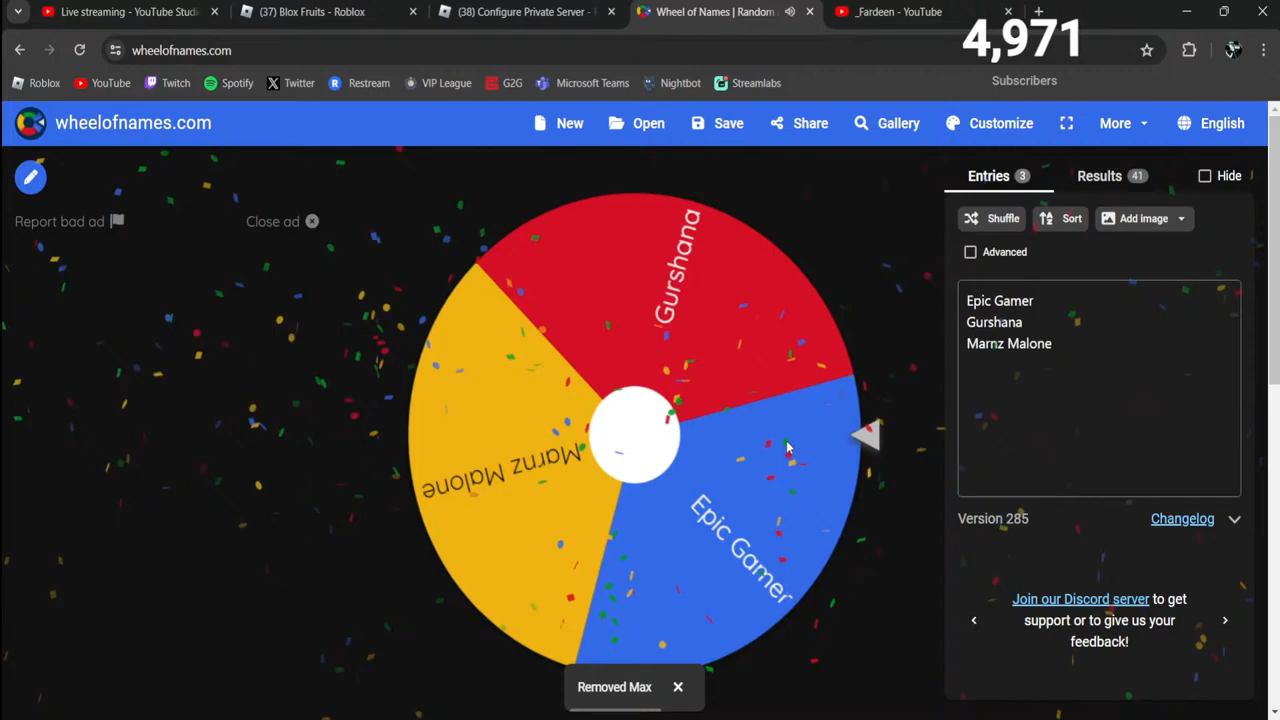 Live streaming - YouTube Studi
(37) Blox Fruits - Roblox
(38) Configure Private Server -
Wheel of Names | Random
_Fardeen - YouTube
wheelofnames.com
4,971
Subscribers
Roblox
YouTube
Twitch
Spotify
Twitter
Restream
VIP League
G2G
Microsoft Teams
Nightbot
Streamlabs
wheelofnames.com
New
Open
Save
Share
Gallery
Customize
More
English
Report bad ad
Close ad
Entries 3
Results 41
Hide
Shuffle
Sort
Add image
Advanced
Epic Gamer
Gurshana
Marnz Malone
Gurshana
Marnz Malone
Epic Gamer
Version 285
Changelog
Join our Discord server to get
support or to give us your
feedback!
Removed Max